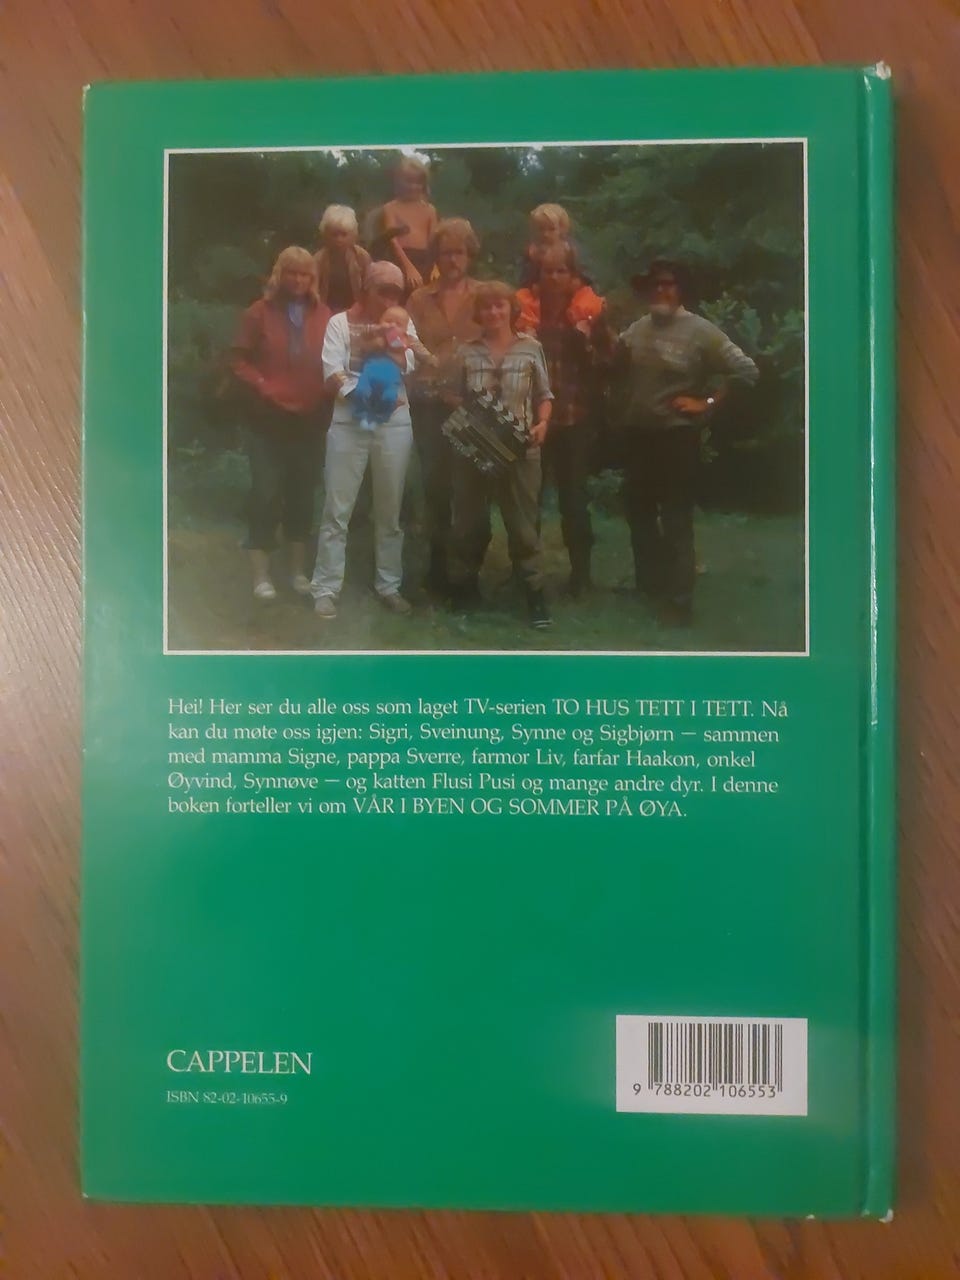 Hei! Her ser du alle oss som laget TV-serien TO HUS TETT I TETT. Nå
kan du møte oss igjen: Sigri, Sveinung, Synne og Sigbjørn — sammen
med mamma Signe, pappa Sverre, farmor Liv, farfar Haakon, onkel
Øyvind, Synnøve — og katten Flusi Pusi og mange andre dyr. I denne
boken forteller vi om VÅR I BYEN OG SOMMER PÅ ØYA.
CAPPELEN
ISBN 82-02-10655-9
9 788202 106553